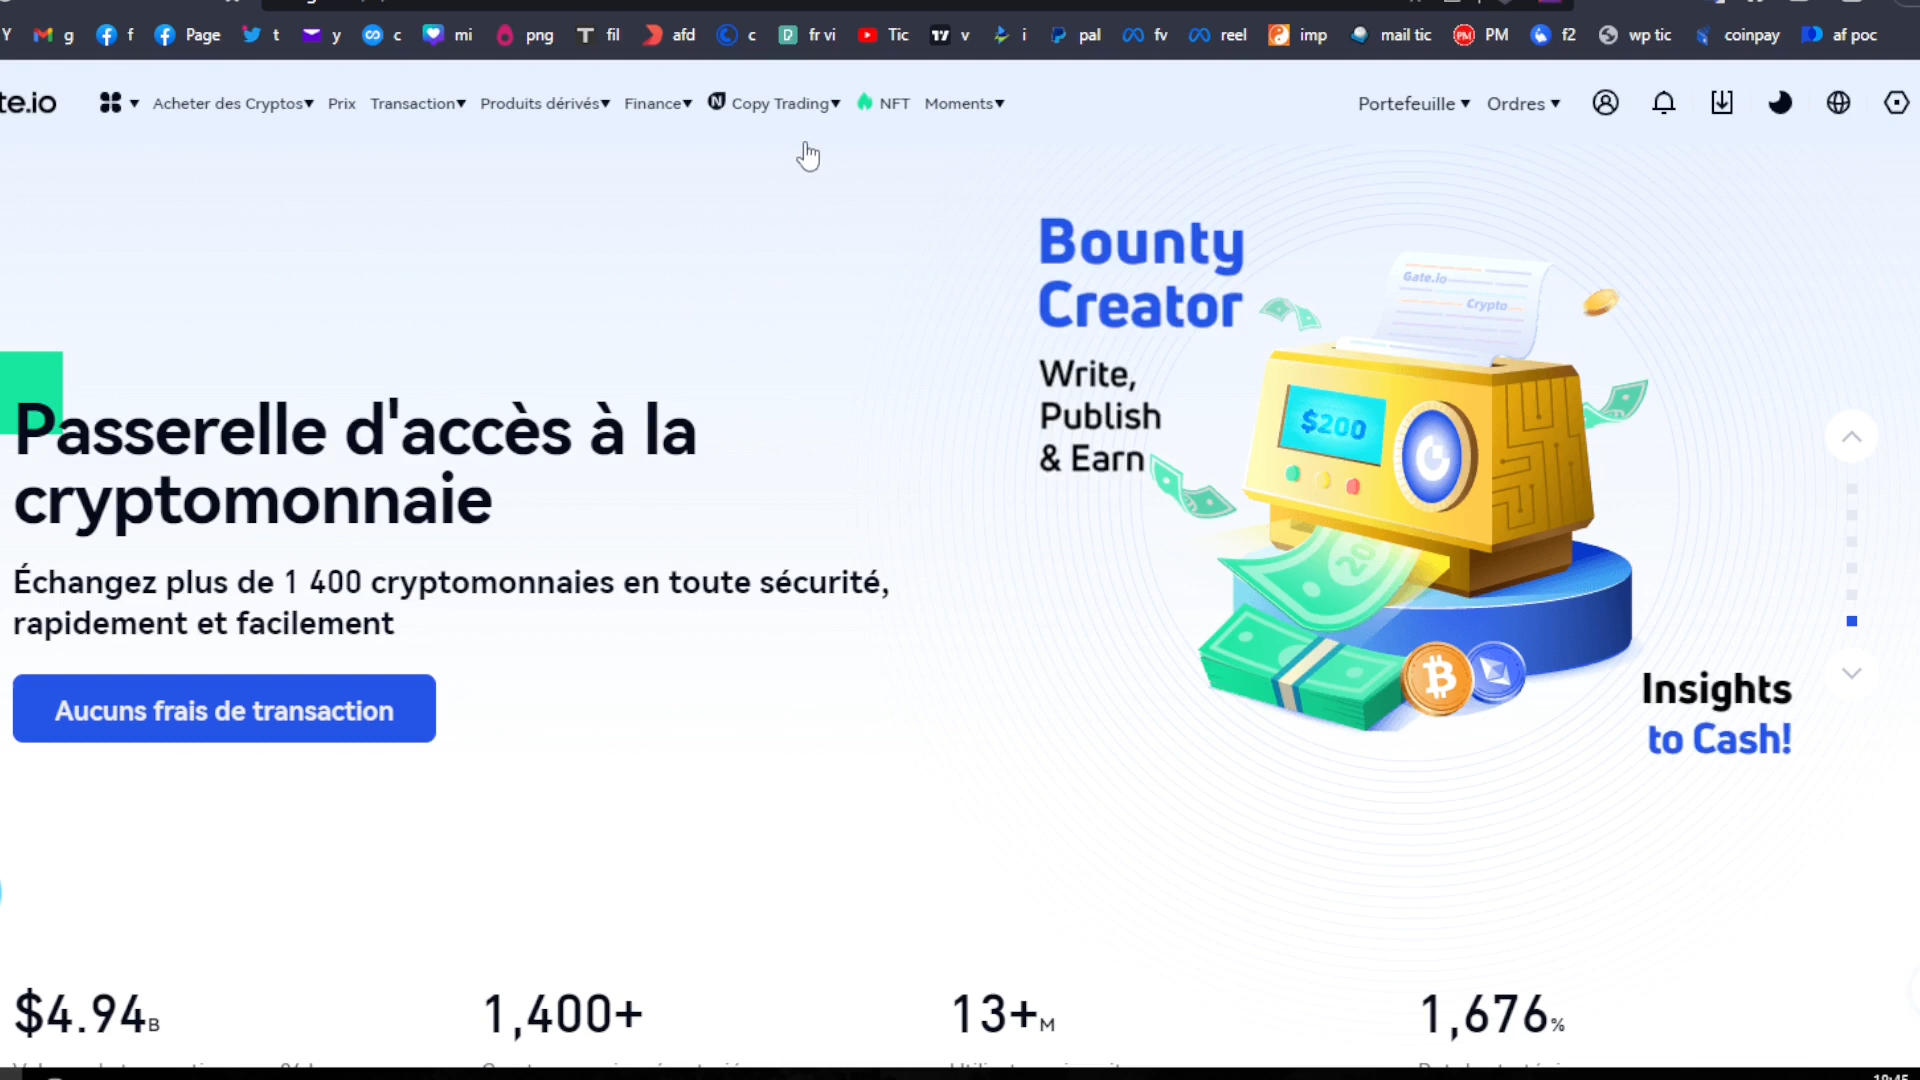 Y g f Page t y c mi png fil afd c fr vi Tic v i pal fv reel imp mail tic PM f2 wp tic coinpay af poc
te.io Acheter des Cryptos▼ Prix Transaction▼ Produits dérivés▼ Finance▼ Copy Trading▼ NFT Moments▼ Portefeuille ▼ Ordres ▼
Bounty
Creator
Write,
Publish
& Earn
Gate.io
Crypto
$200
20
Passerelle d'accès à la
cryptomonnaie
Échangez plus de 1 400 cryptomonnaies en toute sécurité,
rapidement et facilement
Aucuns frais de transaction
Insights
to Cash!
$4.94B 1,400+ 13+M 1,676%